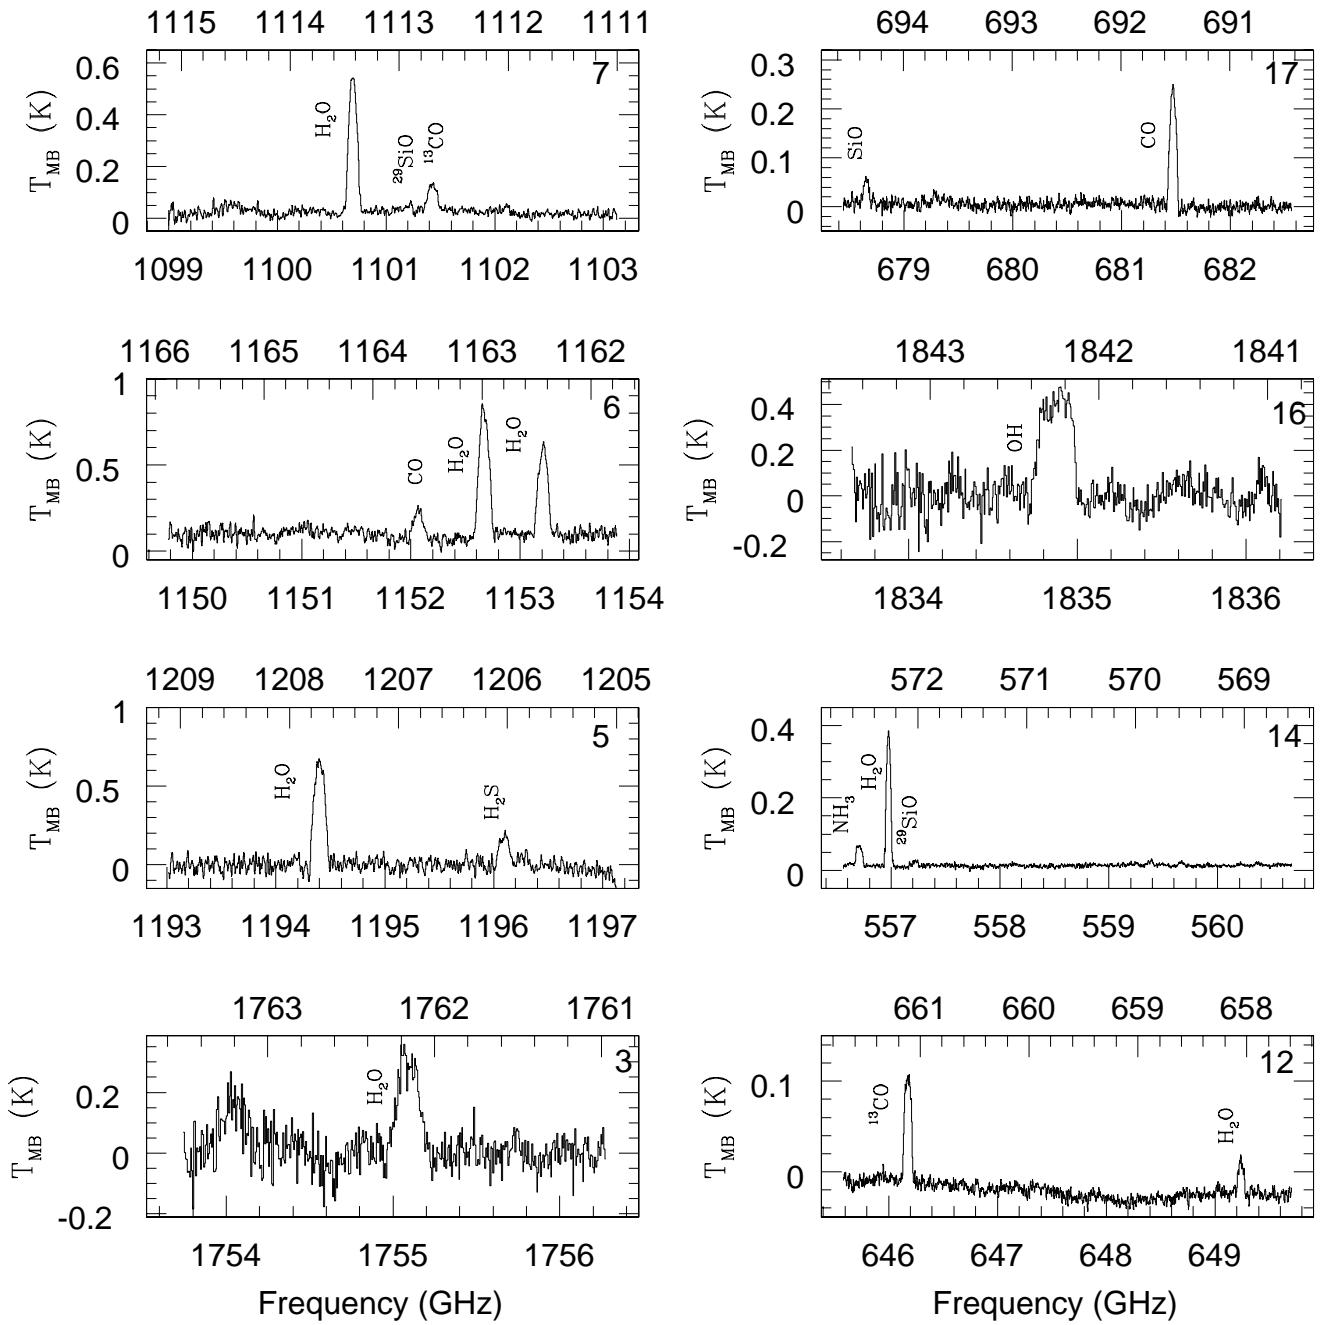 1115 1114 1113 1112 1111
0.6
0.4
0.2
0
T_MB (K)
7
H₂O
²⁹SiO
¹³CO
1099 1100 1101 1102 1103
694 693 692 691
0.3
0.2
0.1
0
T_MB (K)
17
SiO
CO
679 680 681 682
1166 1165 1164 1163 1162
1
0.5
0
T_MB (K)
6
CO
H₂O
H₂O
1150 1151 1152 1153 1154
1843 1842 1841
0.4
0.2
0
-0.2
T_MB (K)
16
OH
1834 1835 1836
1209 1208 1207 1206 1205
1
0.5
0
T_MB (K)
5
H₂O
H₂S
1193 1194 1195 1196 1197
572 571 570 569
0.4
0.2
0
T_MB (K)
14
NH₃
H₂O
²⁹SiO
557 558 559 560
1763 1762 1761
0.2
0
-0.2
T_MB (K)
3
H₂O
1754 1755 1756
Frequency (GHz)
661 660 659 658
0.1
0
T_MB (K)
12
¹³CO
H₂O
646 647 648 649
Frequency (GHz)